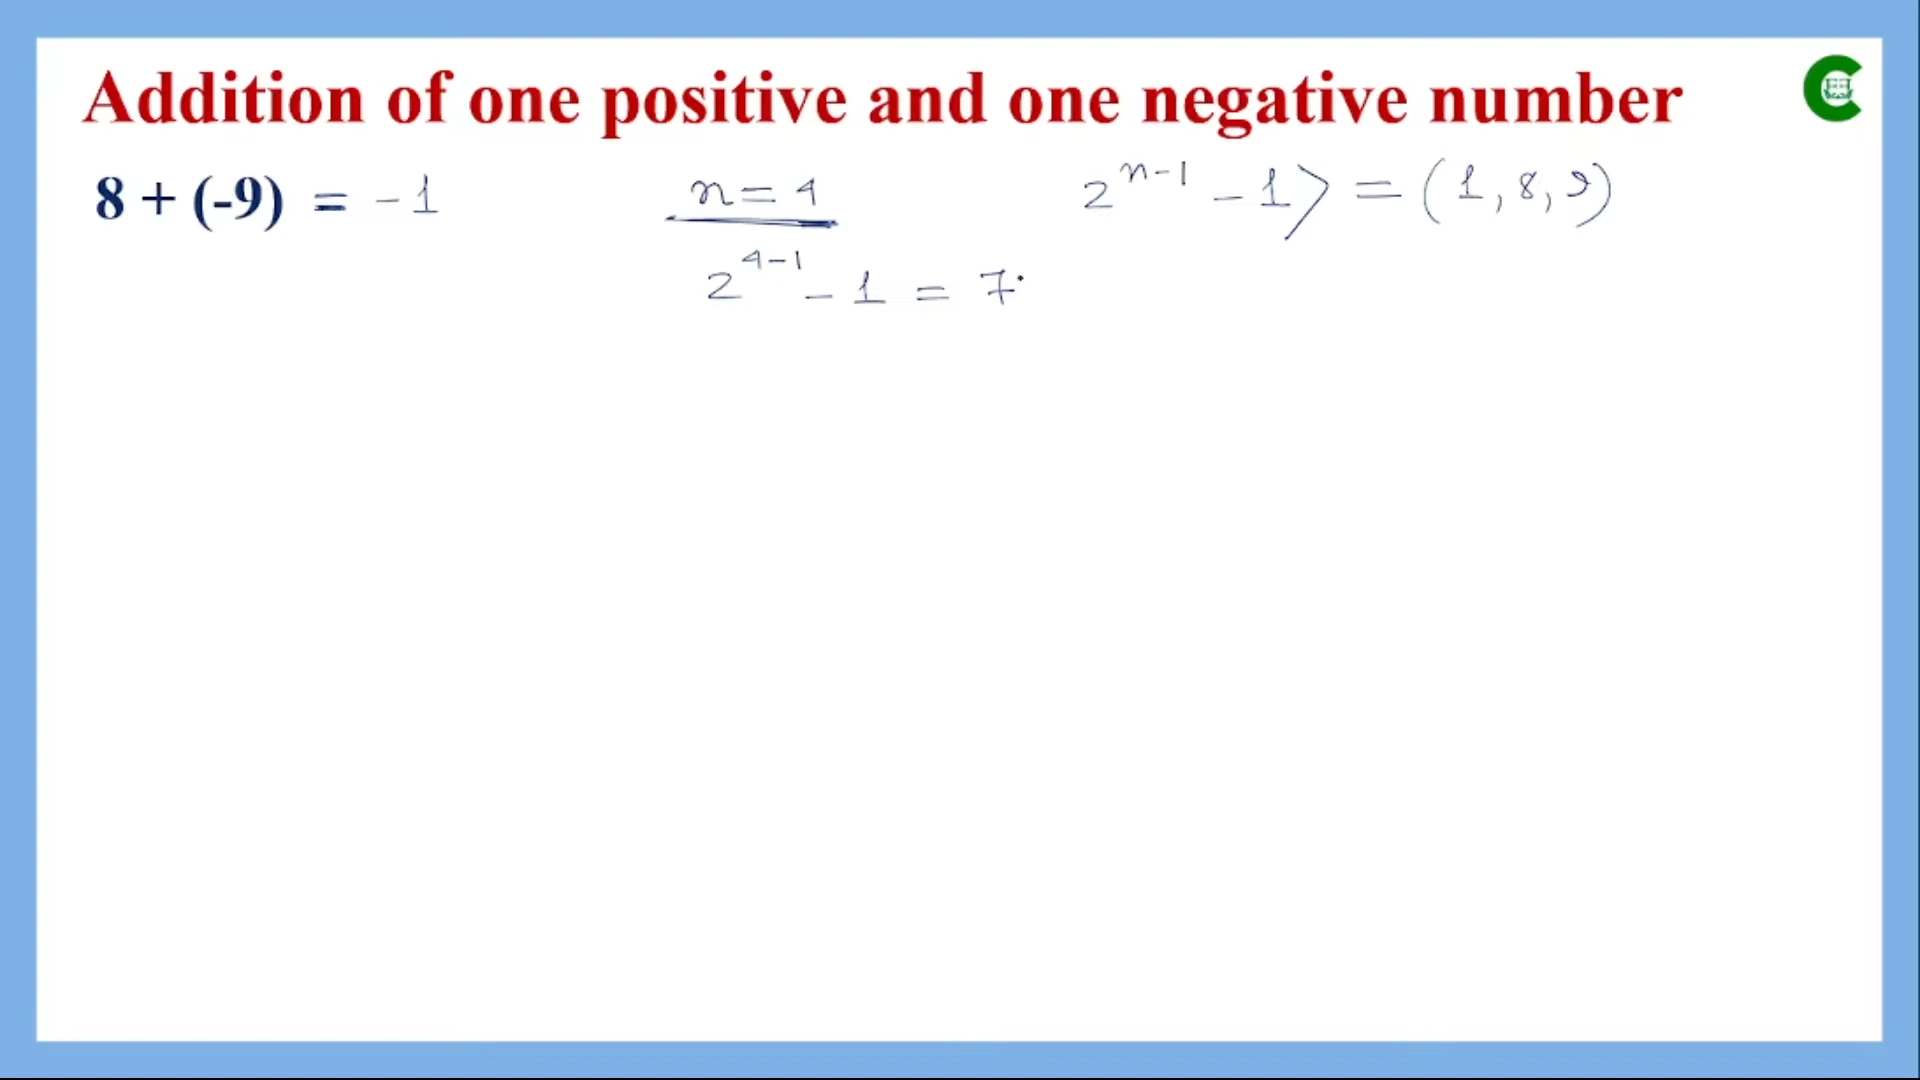 Addition of one positive and one negative number
8 + (-9) = -1
n = 4
2^{n-1} - 1 > = (1, 8, 9)
2^{4-1} - 1 = 7